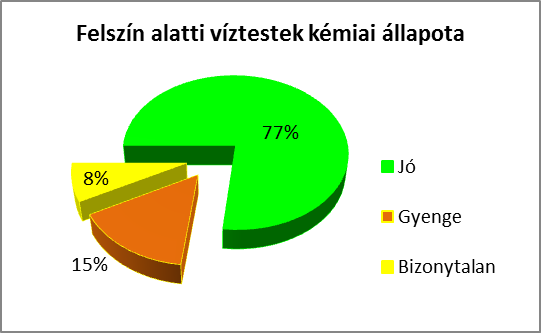 Felszín alatti víztestek kémiai állapota
77%
8%
15%
Jó
Gyenge
Bizonytalan